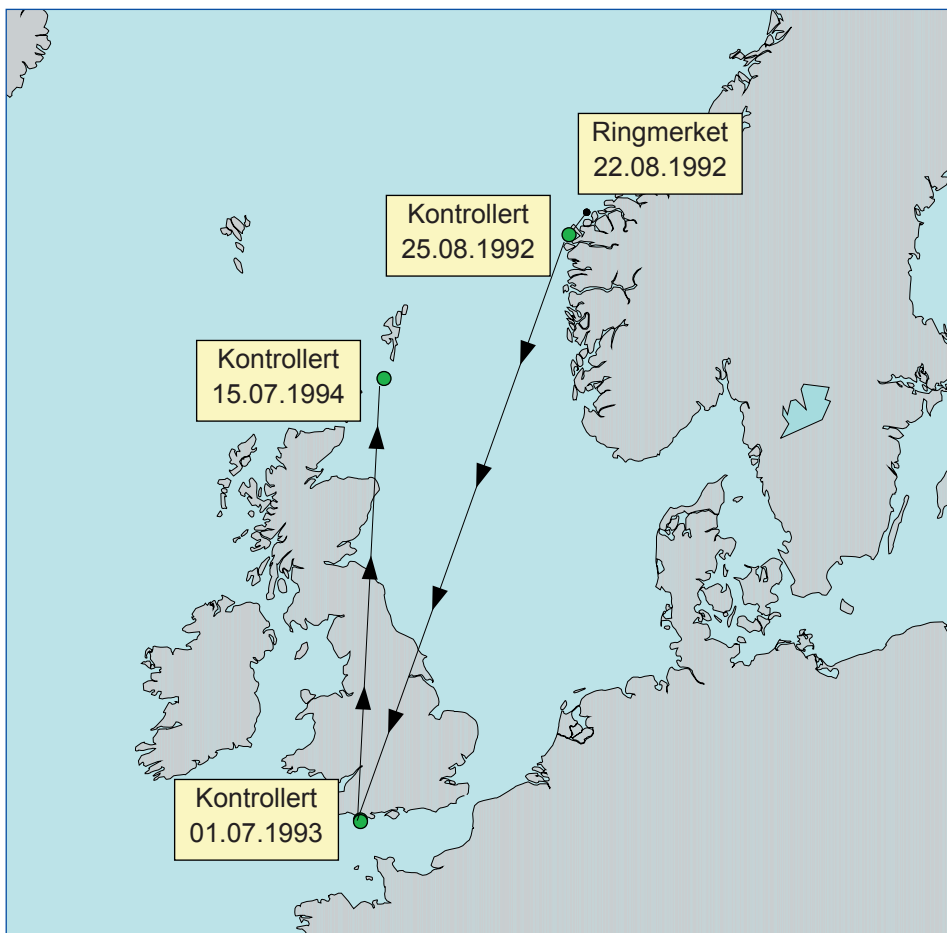 Ringmerket
22.08.1992
Kontrollert
25.08.1992
Kontrollert
15.07.1994
Kontrollert
01.07.1993